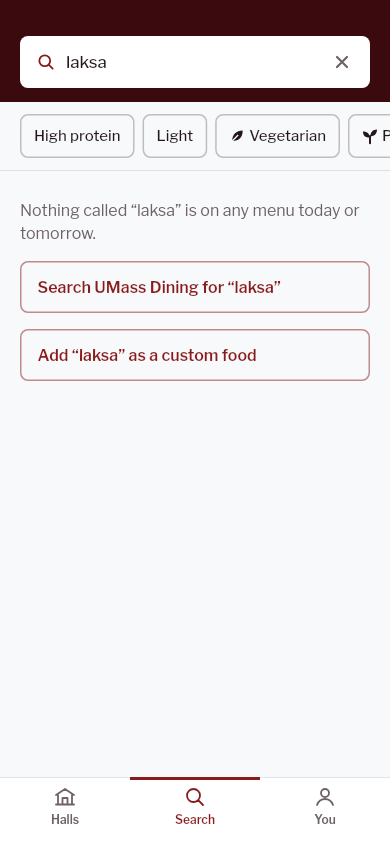 laksa
High protein
Light
Vegetarian
Nothing called “laksa” is on any menu today or
tomorrow.
Search UMass Dining for “laksa”
Add “laksa” as a custom food
Halls
Search
You